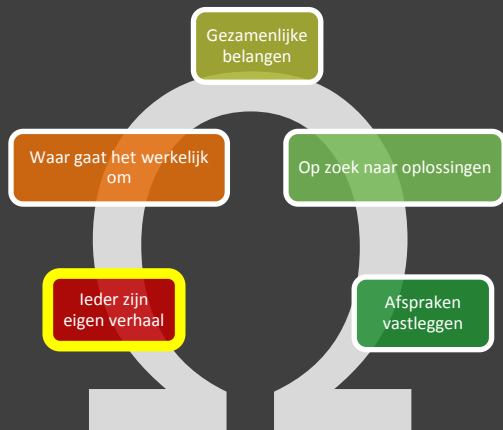 Gezamenlijke
belangen
Waar gaat het werkelijk
om
Op zoek naar oplossingen
Ieder zijn
eigen verhaal
Afspraken
vastleggen